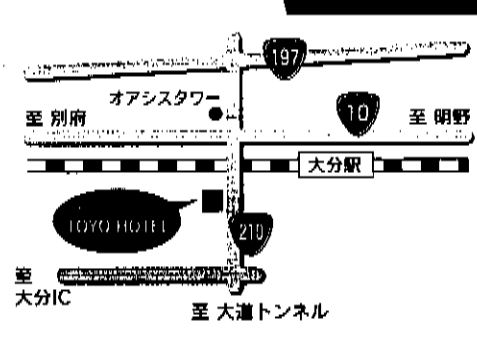 197
オアシスタワー
至 別府
10
至 明野
大分駅
TOYO HOTEL
210
至
大分IC
至 大道トンネル